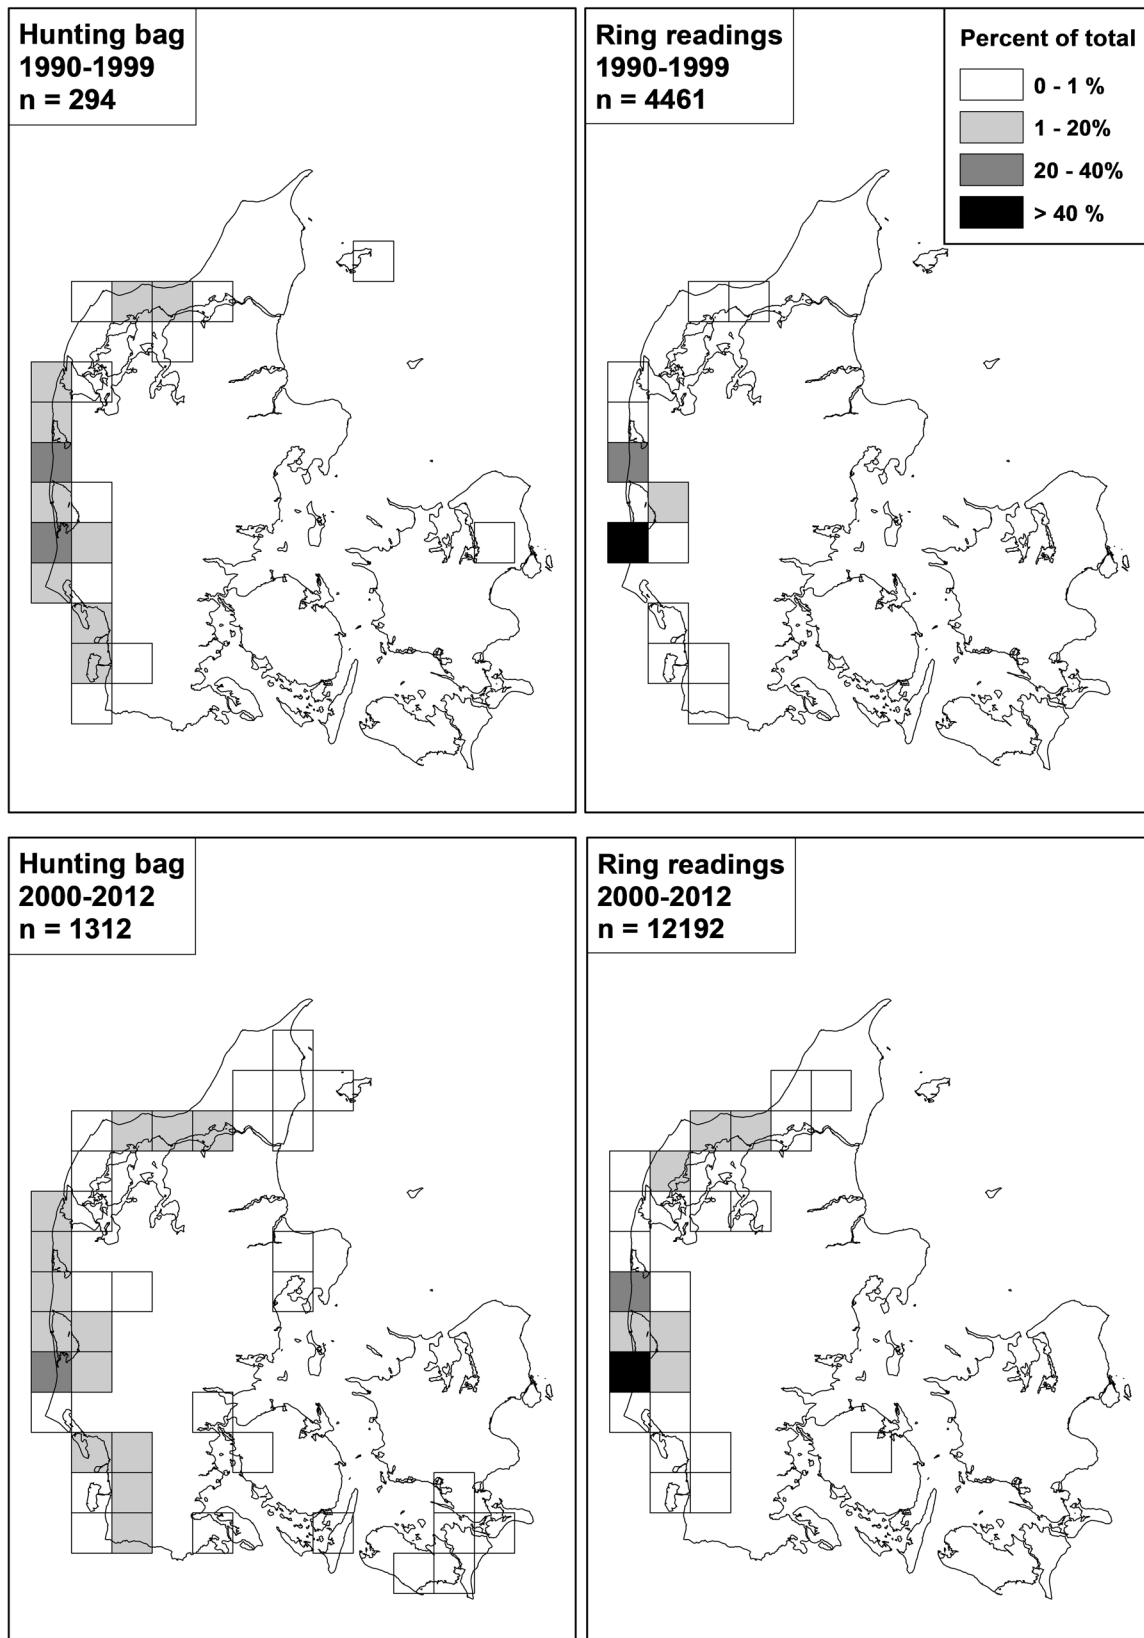 Hunting bag
1990-1999
n = 294
Ring readings
1990-1999
n = 4461
Percent of total
0 - 1 %
1 - 20%
20 - 40%
> 40 %
Hunting bag
2000-2012
n = 1312
Ring readings
2000-2012
n = 12192